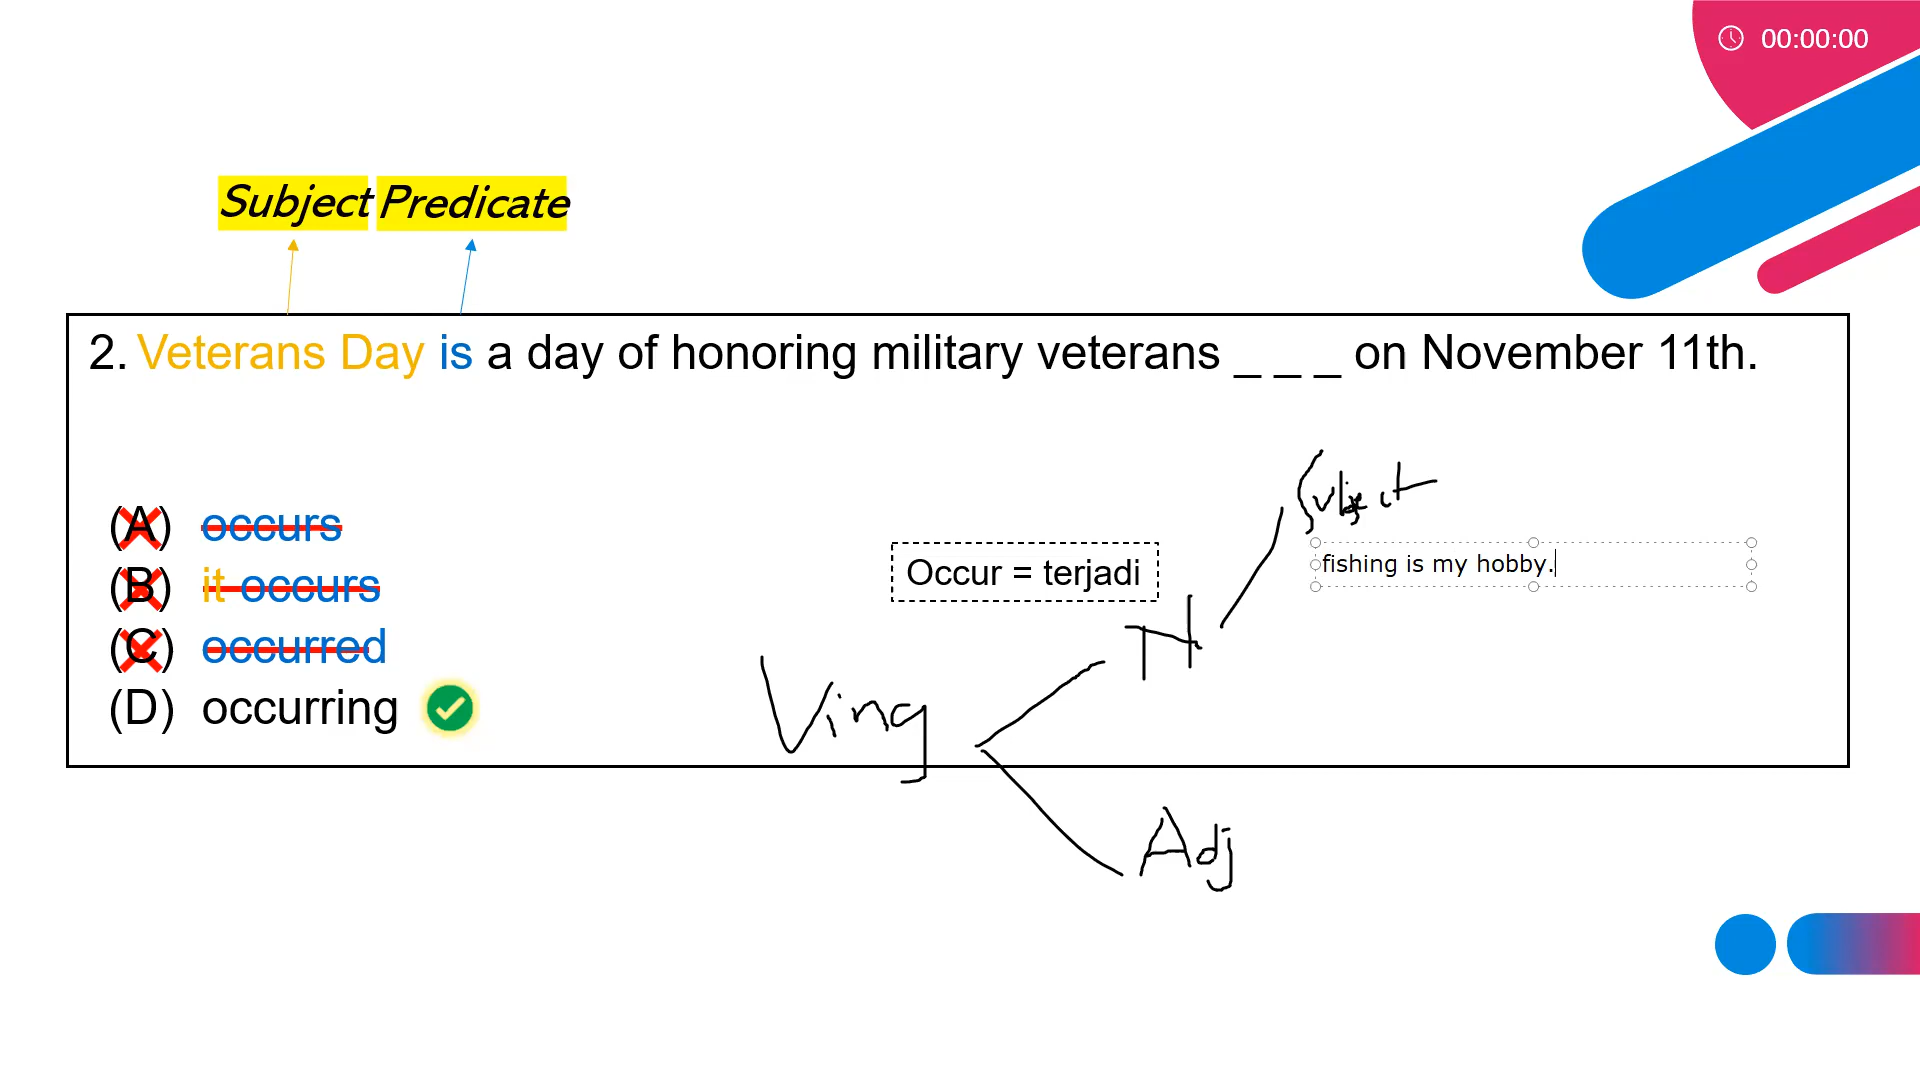 00:00:00
Subject Predicate
2. Veterans Day is a day of honoring military veterans _ _ _ on November 11th.
Subject
(A) occurs
Occur = terjadi
fishing is my hobby.
(B) it occurs
N
(C) occurred
Ving
(D) occurring
Adj